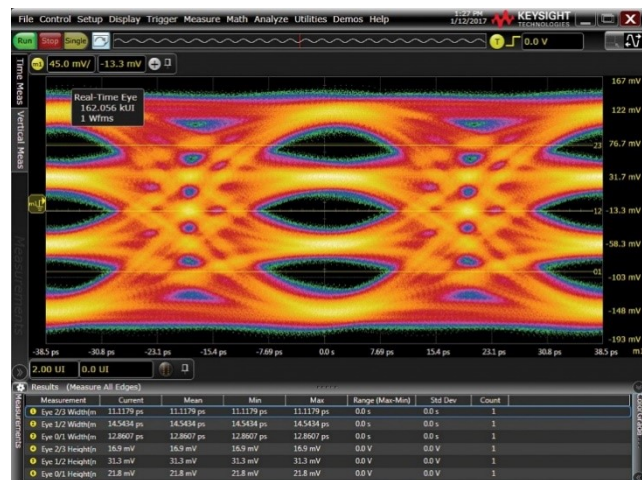 File Control Setup Display Trigger Measure Math Analyze Utilities Demos Help
1:27 PM
1/12/2017
KEYSIGHT
TECHNOLOGIES
Run Stop Single
T 0.0 V
m1 45.0 mV/ -13.3 mV
Time Meas
Vertical Meas
Measurements
Real-Time Eye
162.056 kUI
1 Wfms
167 mV
122 mV
23 76.7 mV
31.7 mV
12 -13.3 mV
-58.3 mV
01 -103 mV
-148 mV
-193 mV
-38.5 ps -30.8 ps -23.1 ps -15.4 ps -7.69 ps 0.0 s 7.69 ps 15.4 ps 23.1 ps 30.8 ps 38.5 ps
2.00 UI 0.0 UI
Results (Measure All Edges)
Measurements
Measurement Current Mean Min Max Range (Max-Min) Std Dev Count
Eye 2/3 Width(m 11.1179 ps 11.1179 ps 11.1179 ps 11.1179 ps 0.0 s 0.0 s 1
Eye 1/2 Width(m 14.5434 ps 14.5434 ps 14.5434 ps 14.5434 ps 0.0 s 0.0 s 1
Eye 0/1 Width(m 12.8607 ps 12.8607 ps 12.8607 ps 12.8607 ps 0.0 s 0.0 s 1
Eye 2/3 Height(m 16.9 mV 16.9 mV 16.9 mV 16.9 mV 0.0 V 0.0 V 1
Eye 1/2 Height(m 31.3 mV 31.3 mV 31.3 mV 31.3 mV 0.0 V 0.0 V 1
Eye 0/1 Height(m 21.8 mV 21.8 mV 21.8 mV 21.8 mV 0.0 V 0.0 V 1